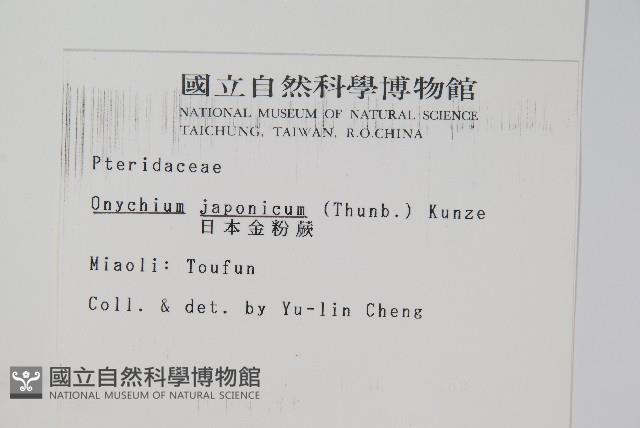 國立自然科學博物館
NATIONAL MUSEUM OF NATURAL SCIENCE
TAICHUNG, TAIWAN, R.O.CHINA
Pteridaceae
Onychium japonicum (Thunb.) Kunze
日本金粉蕨
Miaoli: Toufun
Coll. & det. by Yu-lin Cheng
國立自然科學博物館
NATIONAL MUSEUM OF NATURAL SCIENCE